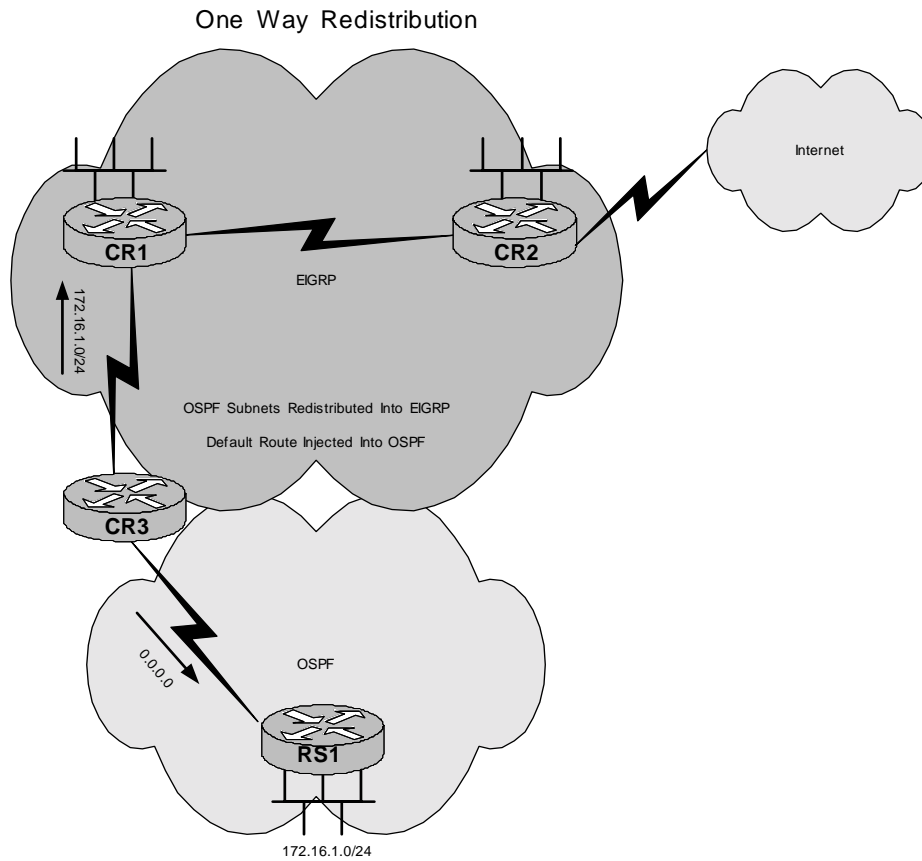 One Way Redistribution
Internet
CR1
CR2
EIGRP
172.16.1.0/24
OSPF Subnets Redistributed Into EIGRP
Default Route Injected Into OSPF
CR3
0.0.0.0
OSPF
RS1
172.16.1.0/24